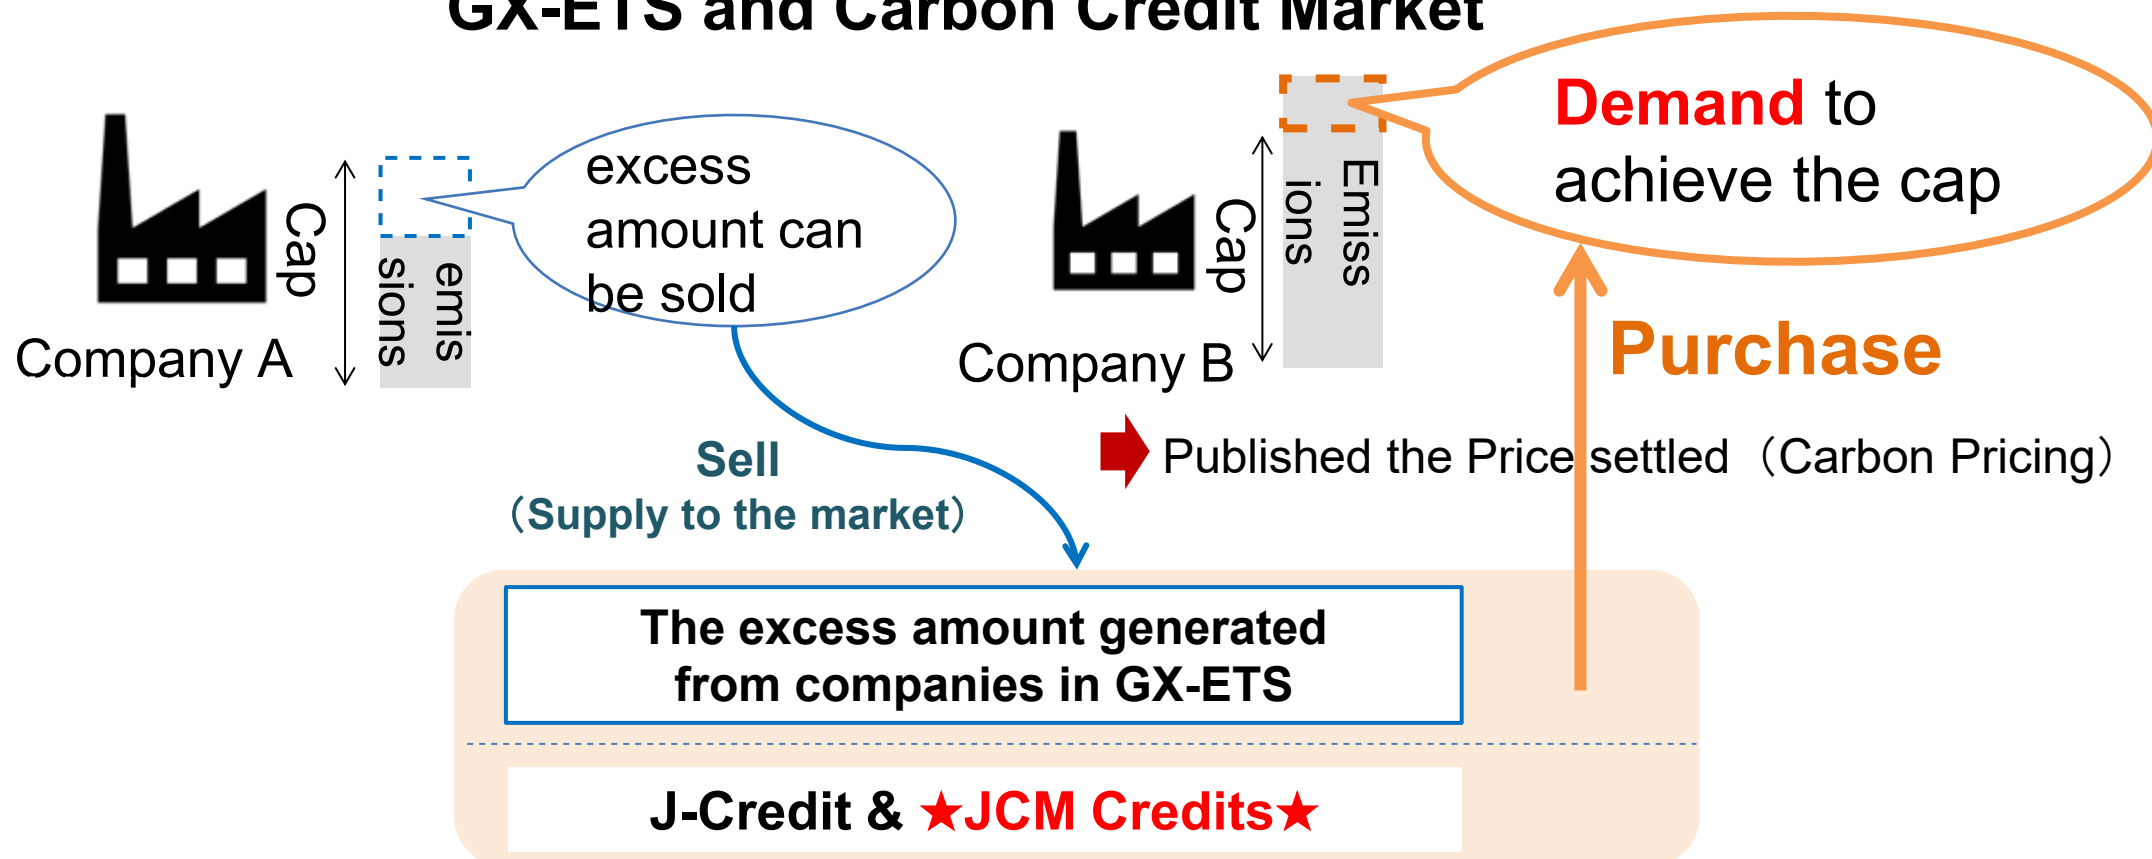 GX-ETS and Carbon Credit Market
Cap
emis
sions
Company A
excess
amount can
be sold
Cap
Emiss
ions
Company B
Demand to
achieve the cap
Purchase
Published the Price settled（Carbon Pricing）
Sell
（Supply to the market）
The excess amount generated
from companies in GX-ETS
J-Credit & ★JCM Credits★